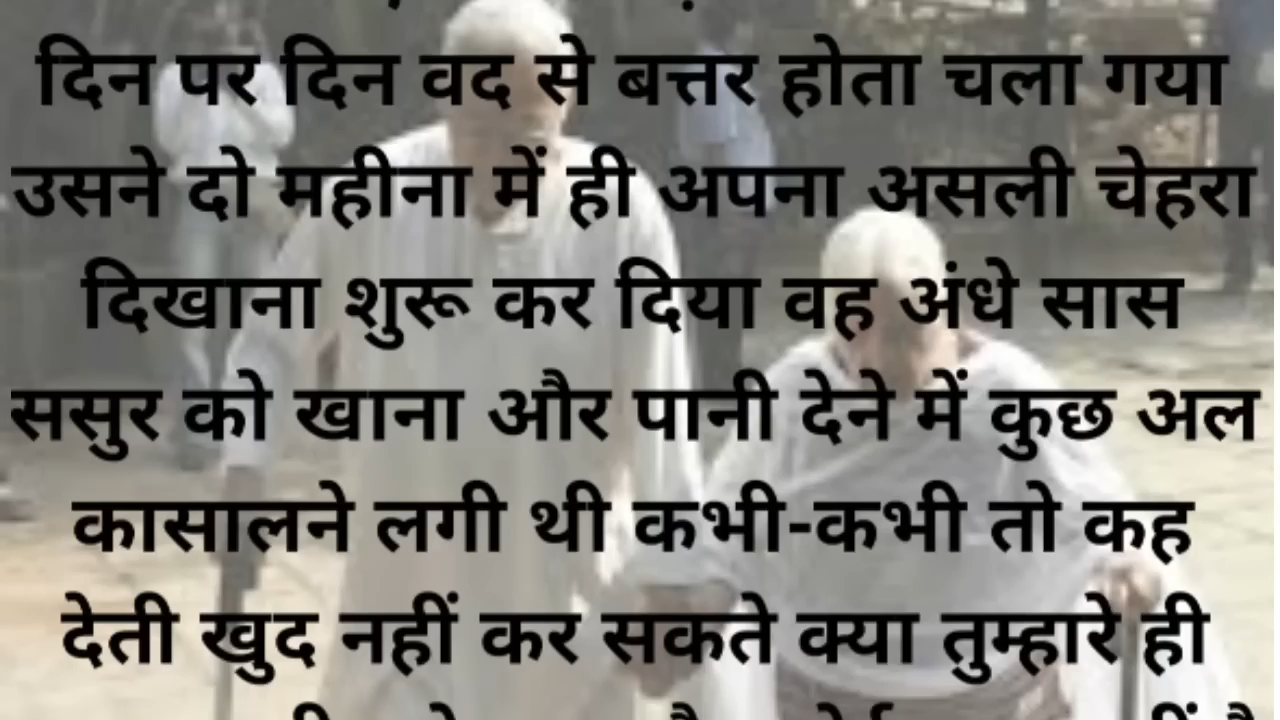 दिन पर दिन वद से बत्तर होता चला गया
उसने दो महीना में ही अपना असली चेहरा
दिखाना शुरू कर दिया वह अंधे सास
ससुर को खाना और पानी देने में कुछ अल
कासालने लगी थी कभी-कभी तो कह
देती खुद नहीं कर सकते क्या तुम्हारे ही